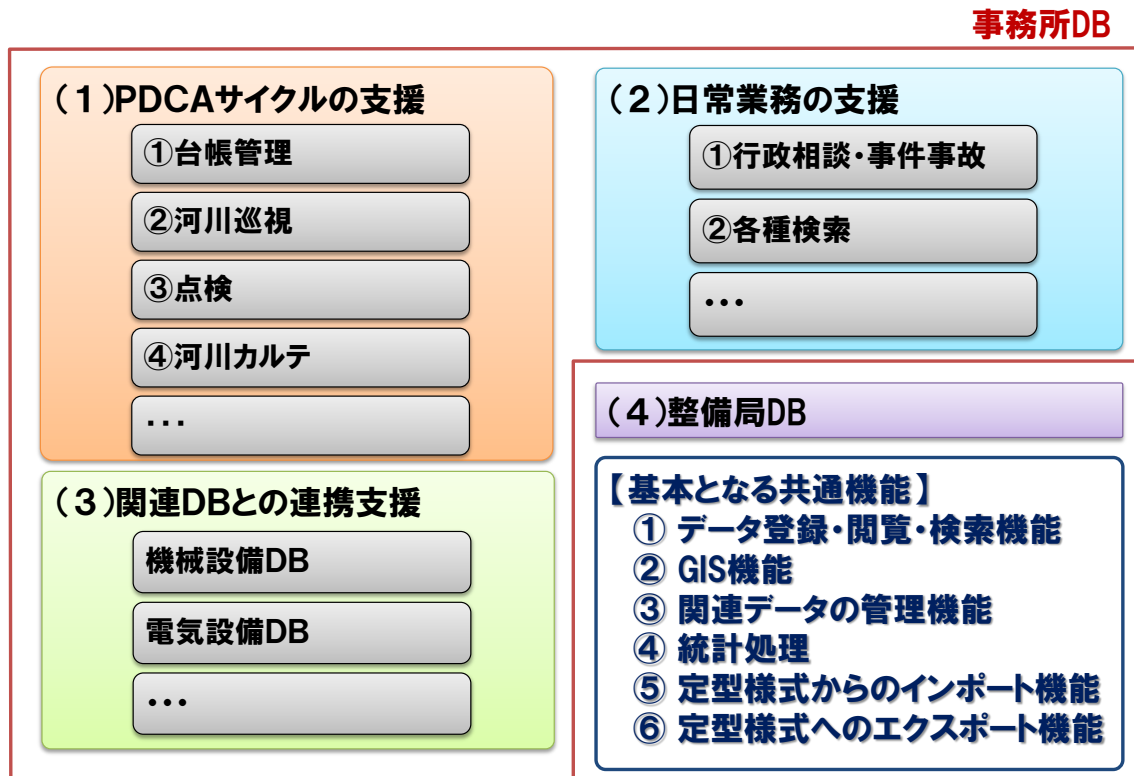 事務所DB
(1)PDCAサイクルの支援
①台帳管理
②河川巡視
③点検
④河川カルテ
・・・
(2)日常業務の支援
①行政相談・事件事故
②各種検索
・・・
(3)関連DBとの連携支援
機械設備DB
電気設備DB
・・・
(4)整備局DB
【基本となる共通機能】
① データ登録・閲覧・検索機能
② GIS機能
③ 関連データの管理機能
④ 統計処理
⑤ 定型様式からのインポート機能
⑥ 定型様式へのエクスポート機能